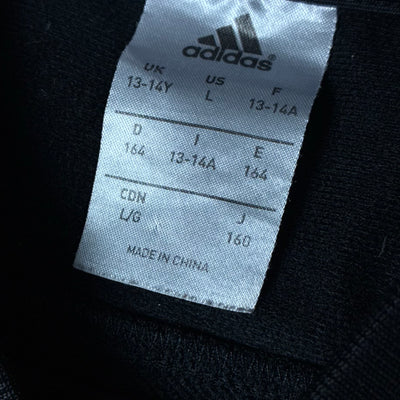 adidas
UK US F
13-14Y L 13-14A
D I E
164 13-14A 164
CDN J
L/G 160
MADE IN CHINA